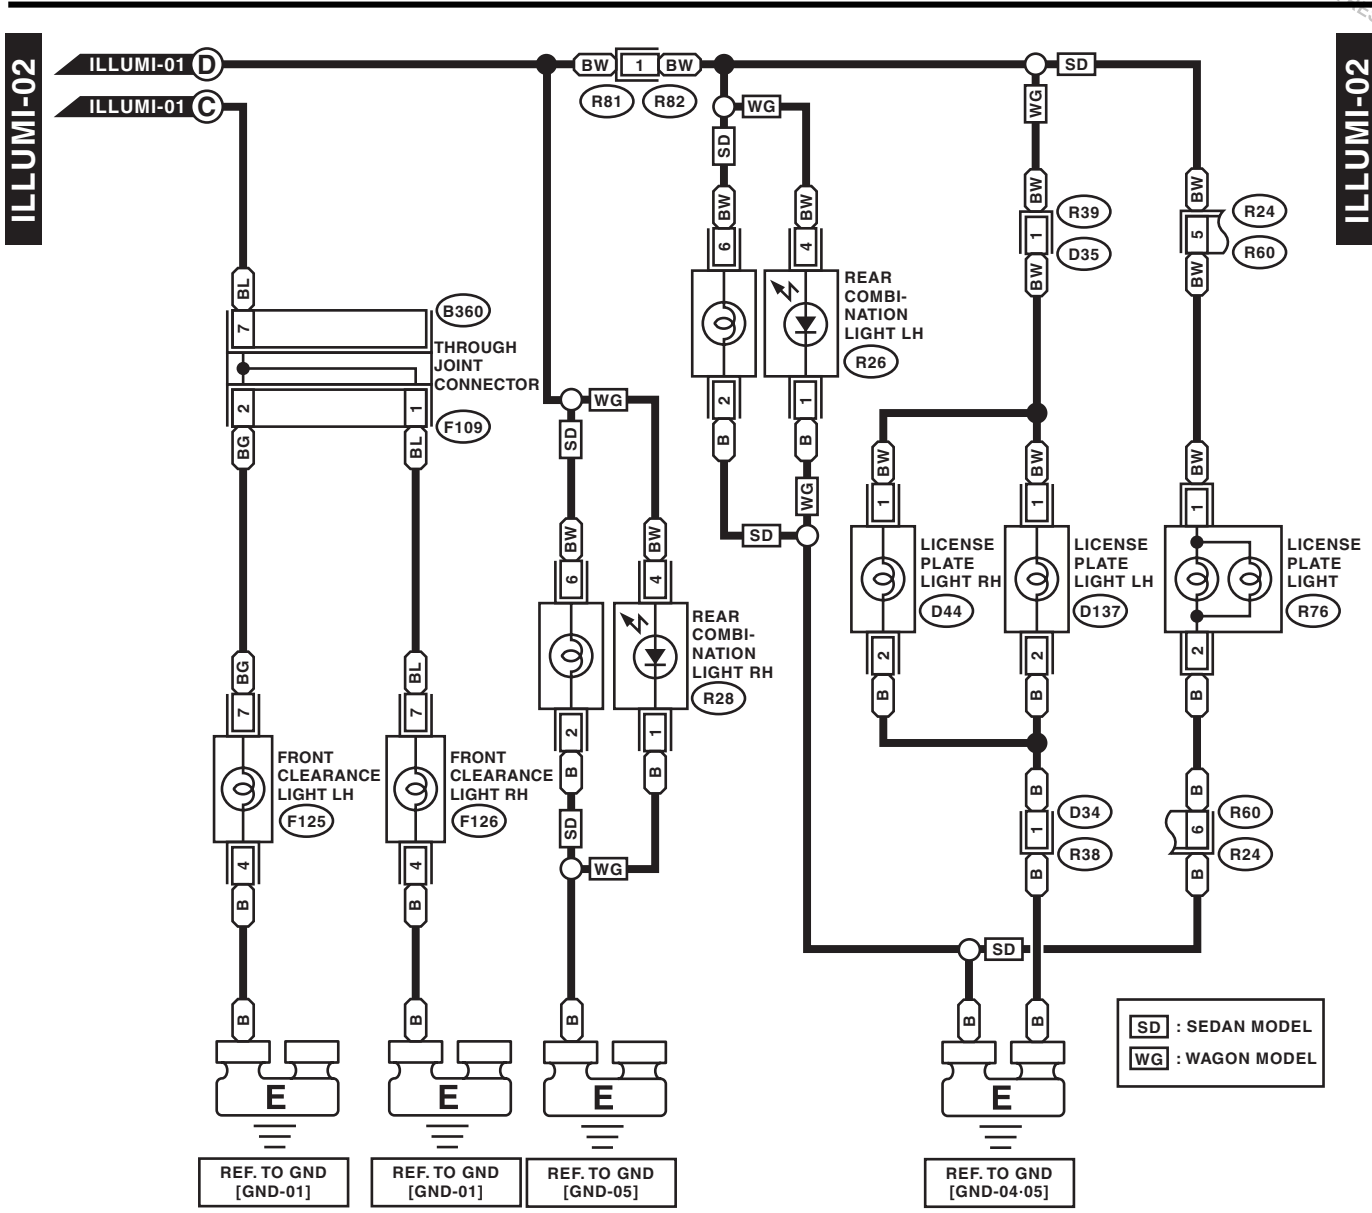 ILLUMI-02
ILLUMI-02
ILLUMI-01 D
BW 1 BW
SD
ILLUMI-01 C
R81 R82
WG
WG
SD
BW
BW
BW
BW
R39
R24
6
4
1
5
D35
R60
BL
BW
BW
REAR
COMBI-
NATION
LIGHT LH
R26
B360
7
THROUGH
JOINT
CONNECTOR
2
1
F109
WG
2
1
BG
BL
SD
B
B
BW
BW
BW
WG
1
1
1
SD
BW
BW
6
4
LICENSE
PLATE
LIGHT RH
D44
LICENSE
PLATE
LIGHT LH
D137
LICENSE
PLATE
LIGHT
R76
REAR
COMBI-
NATION
LIGHT RH
R28
2
2
2
BG
BL
B
B
B
7
7
2
1
FRONT
CLEARANCE
LIGHT LH
F125
FRONT
CLEARANCE
LIGHT RH
F126
B
B
SD
B
B
D34
R60
1
6
R38
R24
4
4
WG
B
B
B
B
SD
B
B
B
B
B
SD : SEDAN MODEL
WG : WAGON MODEL
E
E
E
E
REF. TO GND
[GND-01]
REF. TO GND
[GND-01]
REF. TO GND
[GND-05]
REF. TO GND
[GND-04·05]